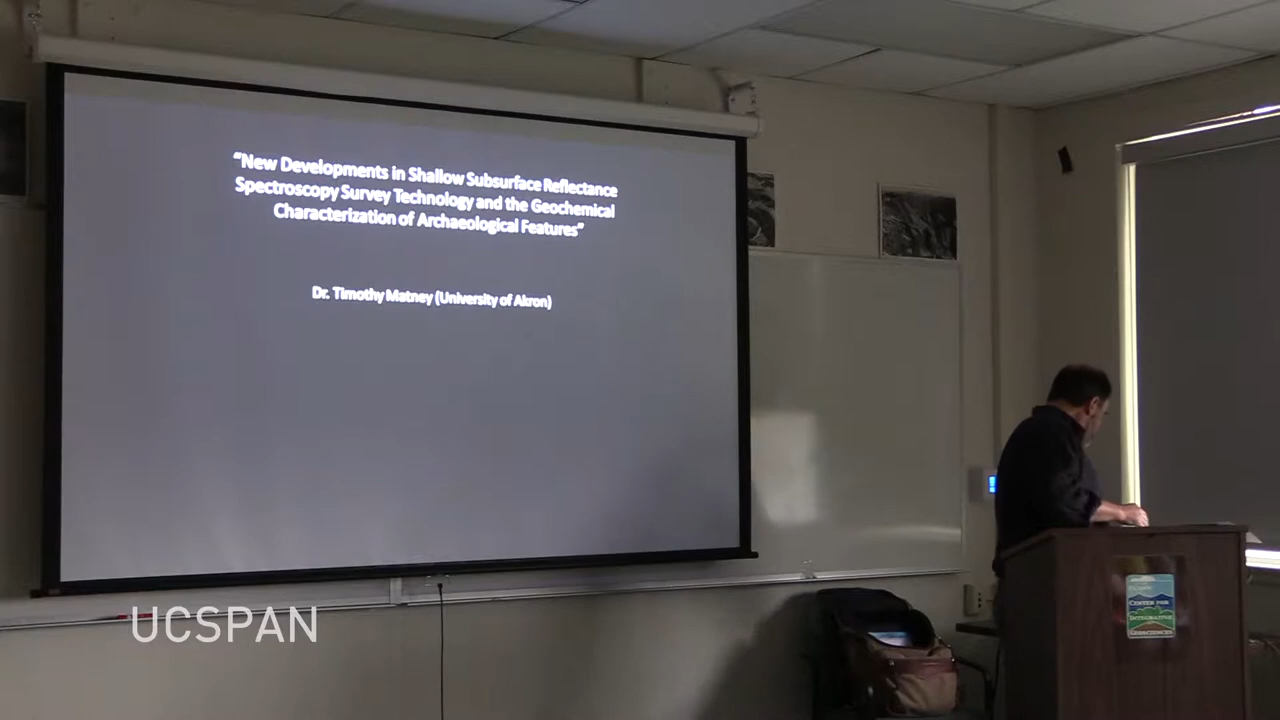 “New Developments in Shallow Subsurface Reflectance
Spectroscopy Survey Technology and the Geochemical
Characterization of Archaeological Features”
Dr. Timothy Matney (University of Akron)
UCSPAN
CENTER FOR
INTEGRATIVE
GEOSCIENCES